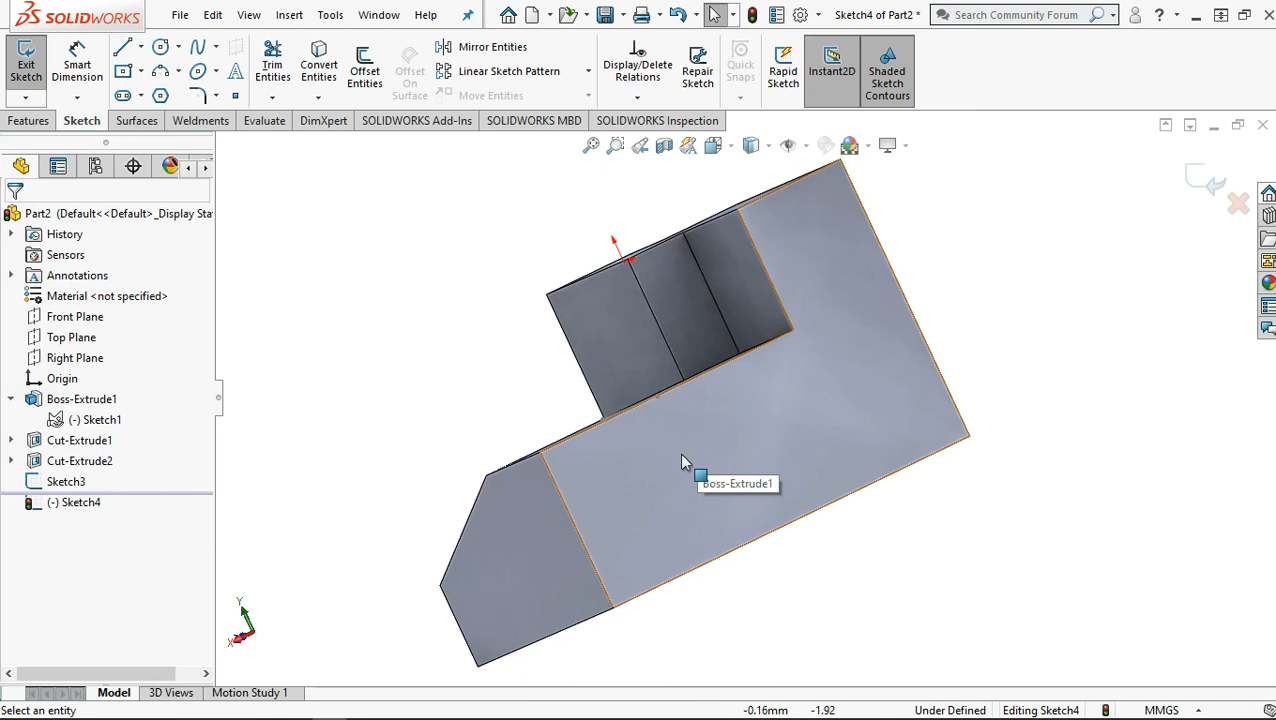 SOLIDWORKS
File Edit View Insert Tools Window Help
Sketch4 of Part2 *
Search Community Forum
?
Exit Sketch
Smart Dimension
Trim Entities
Convert Entities
Offset Entities
Offset On Surface
Mirror Entities
Linear Sketch Pattern
Move Entities
Display/Delete Relations
Repair Sketch
Quick Snaps
Rapid Sketch
Instant2D
Shaded Sketch Contours
Features Sketch Surfaces Weldments Evaluate DimXpert SOLIDWORKS Add-Ins SOLIDWORKS MBD SOLIDWORKS Inspection
Part2 (Default<<Default>_Display Sta
History
Sensors
Annotations
Material <not specified>
Front Plane
Top Plane
Right Plane
Origin
Boss-Extrude1
(-) Sketch1
Cut-Extrude1
Cut-Extrude2
Sketch3
(-) Sketch4
Boss-Extrude1
Y
X
Model 3D Views Motion Study 1
Select an entity -0.16mm -1.92 Under Defined Editing Sketch4 MMGS